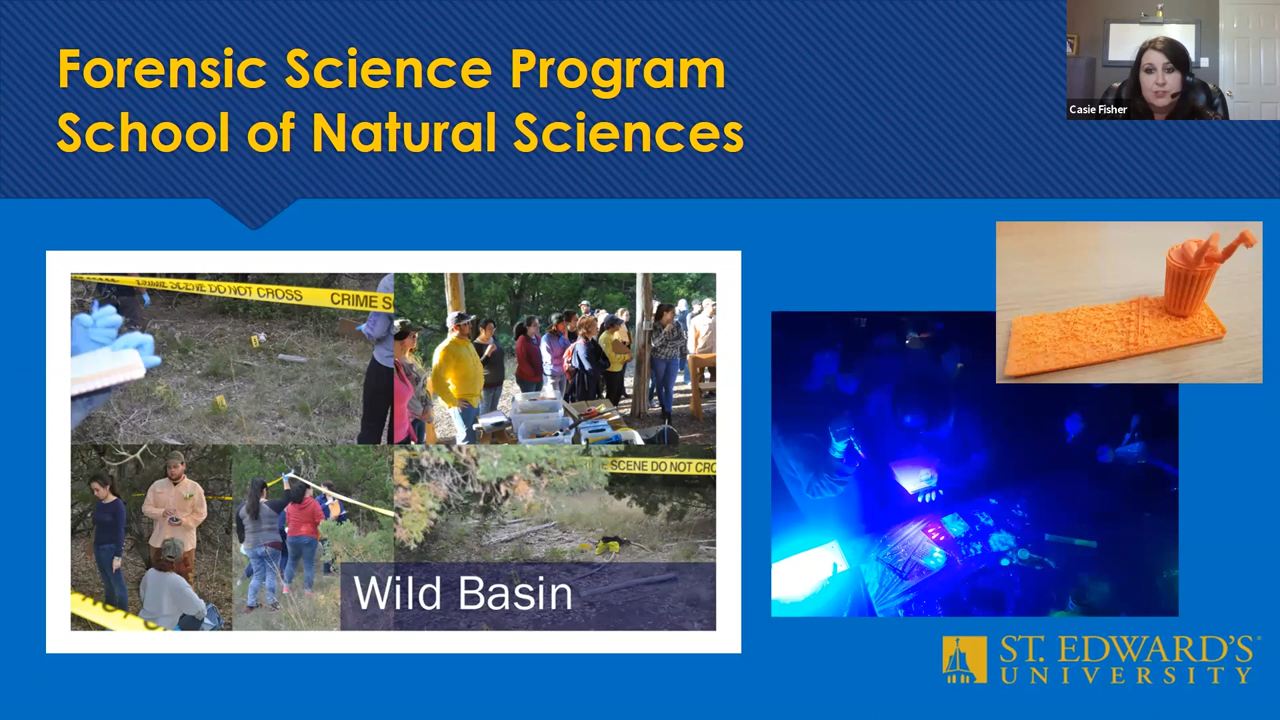 Forensic Science Program
School of Natural Sciences
Casie Fisher
CRIME SCENE DO NOT CROSS CRIME S
SCENE DO NOT CRO
Wild Basin
ST. EDWARD'S
UNIVERSITY